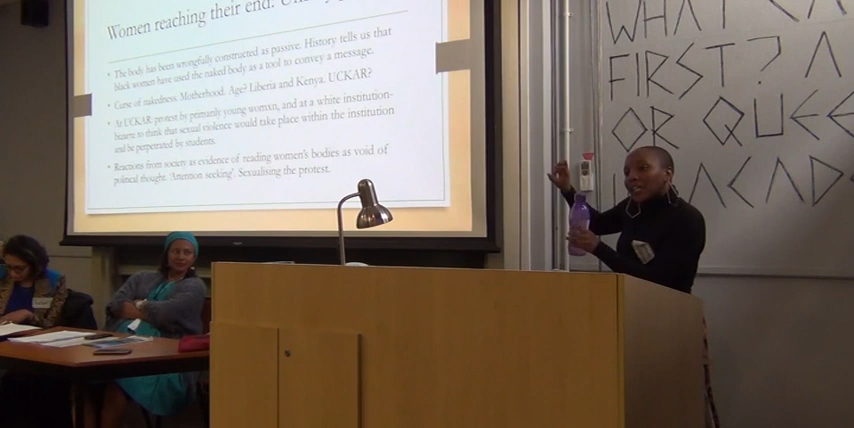 Women reaching their end:
The body has been wrongfully constructed as passive. History tells us that
black women have used the naked body as a tool to convey a message.
Curse of nakedness. Motherhood. Age? Liberia and Kenya. UCKAR?
At UCKAR: protest by primarily young womxn, and at a white institution-
bizarre to think that sexual violence would take place within the institution
and be perpetrated by students.
Reactions from society as evidence of reading women's bodies as void of
political thought. 'Attention seeking'. Sexualising the protest.
WHAT CA
FIRST? A
OR QUEE
ACAD